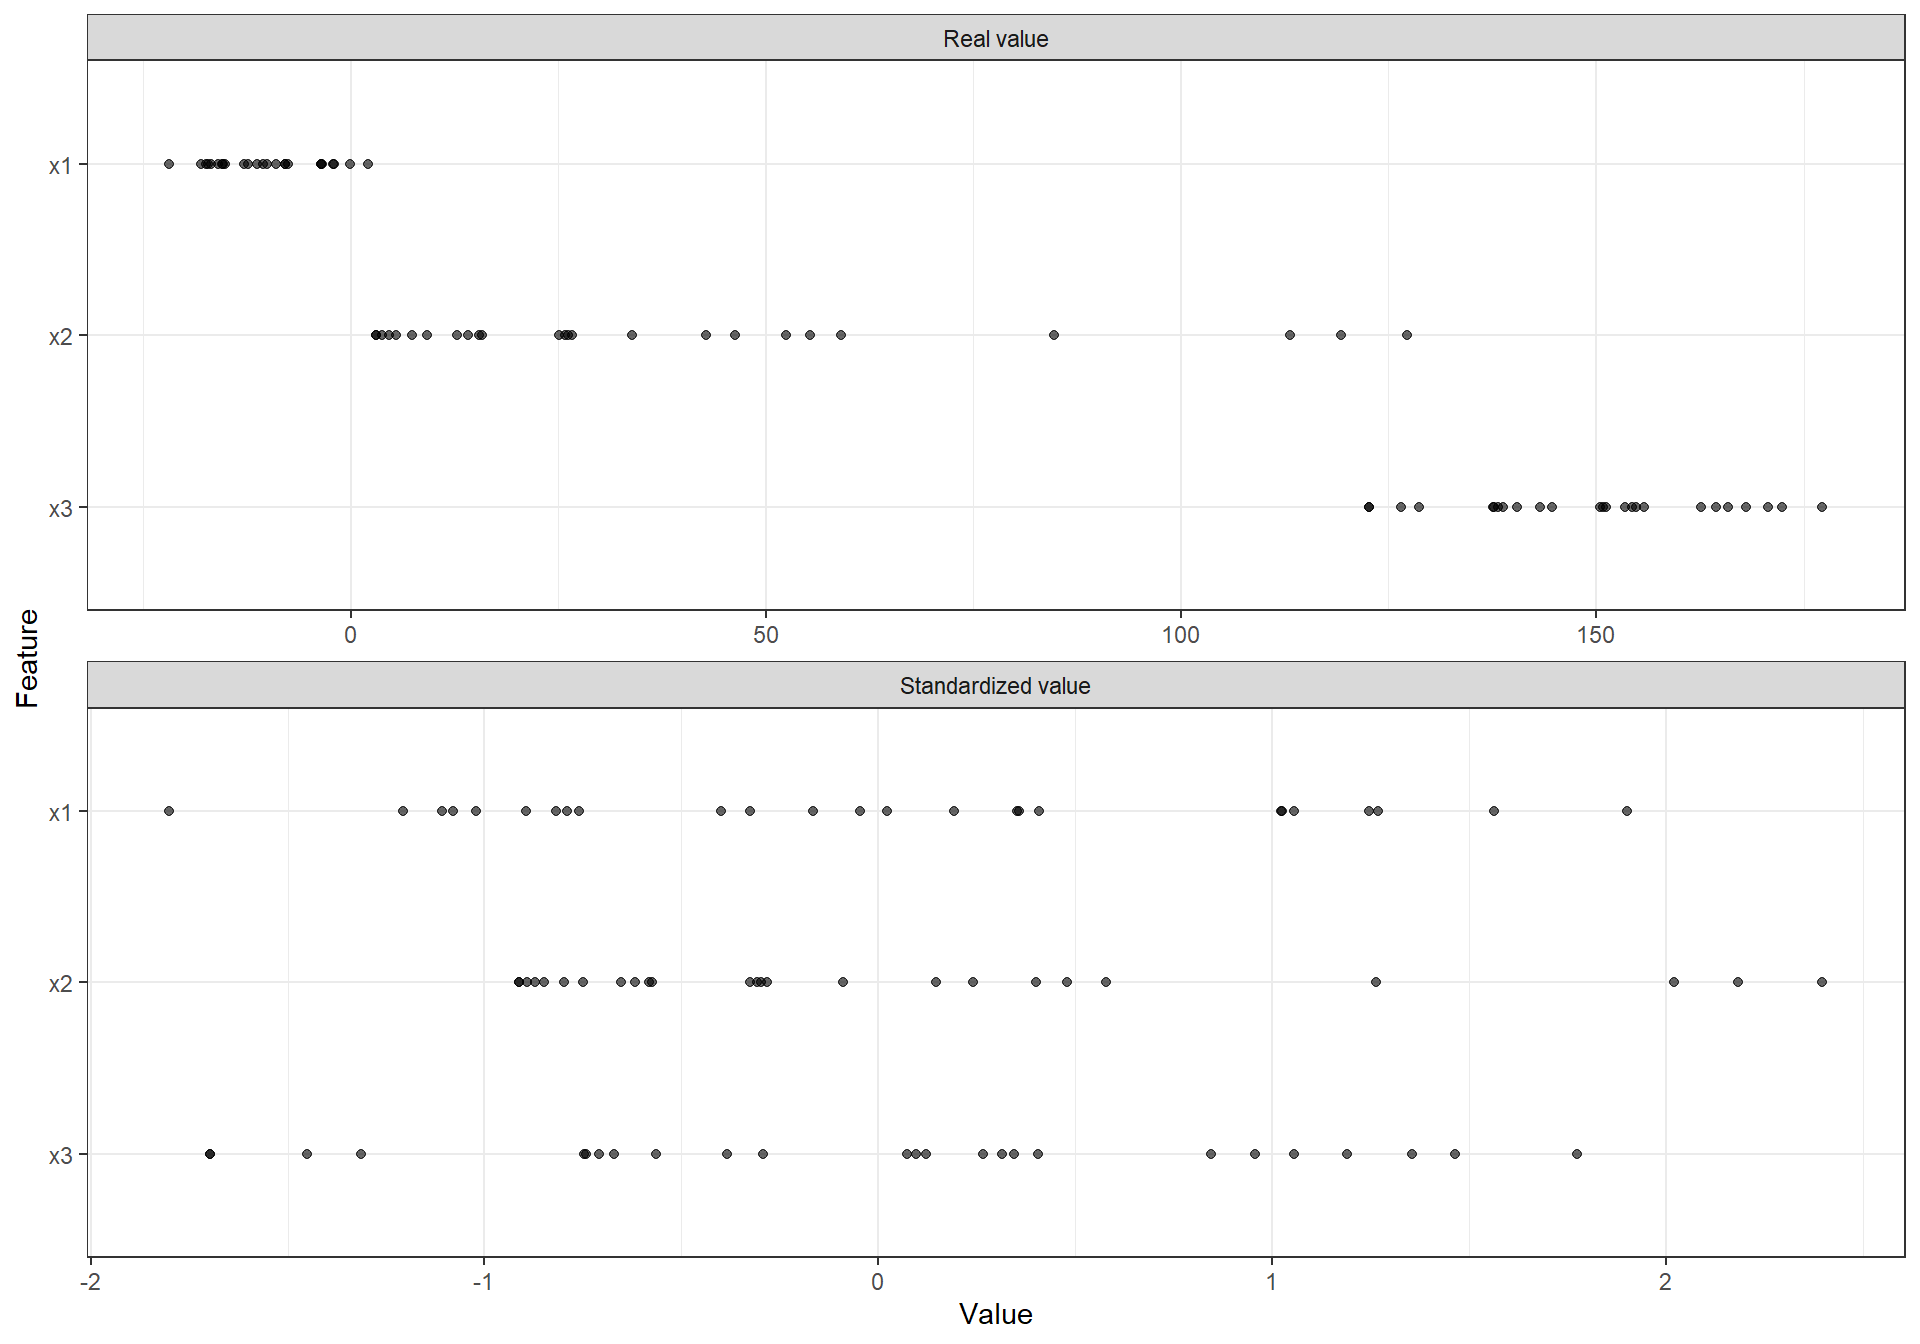 Real value
x1
x2
x3
0 50 100 150
Feature
Standardized value
x1
x2
x3
-2 -1 0 1 2
Value